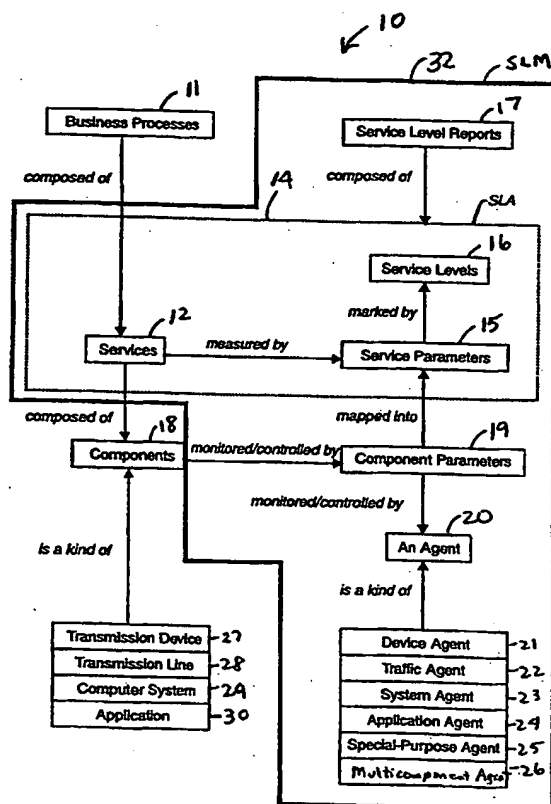 10
32 SLM
11 17
Business Processes Service Level Reports
composed of 14 composed of
SLA
16
Service Levels
marked by
12 15
Services measured by Service Parameters
composed of mapped into
18 19
Components monitored/controlled by Component Parameters
monitored/controlled by
20
An Agent
is a kind of is a kind of
Transmission Device 27
Transmission Line 28
Computer System 29
Application 30
Device Agent 21
Traffic Agent 22
System Agent 23
Application Agent 24
Special-Purpose Agent 25
Multicomponent Agent 26